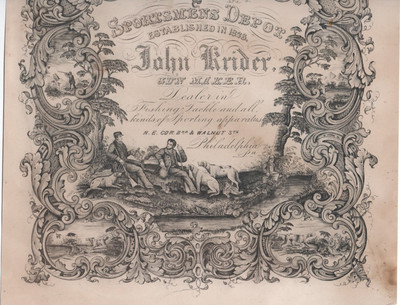 SPORTSMENS DEPOT
ESTABLISHED IN 1826.
John Krider.
GUN MAKER.
Dealer in
Fishing Tackle and all
kinds of Sporting apparatus
N. E. COR. 2ND & WALNUT STS
Philadelphia
Pa